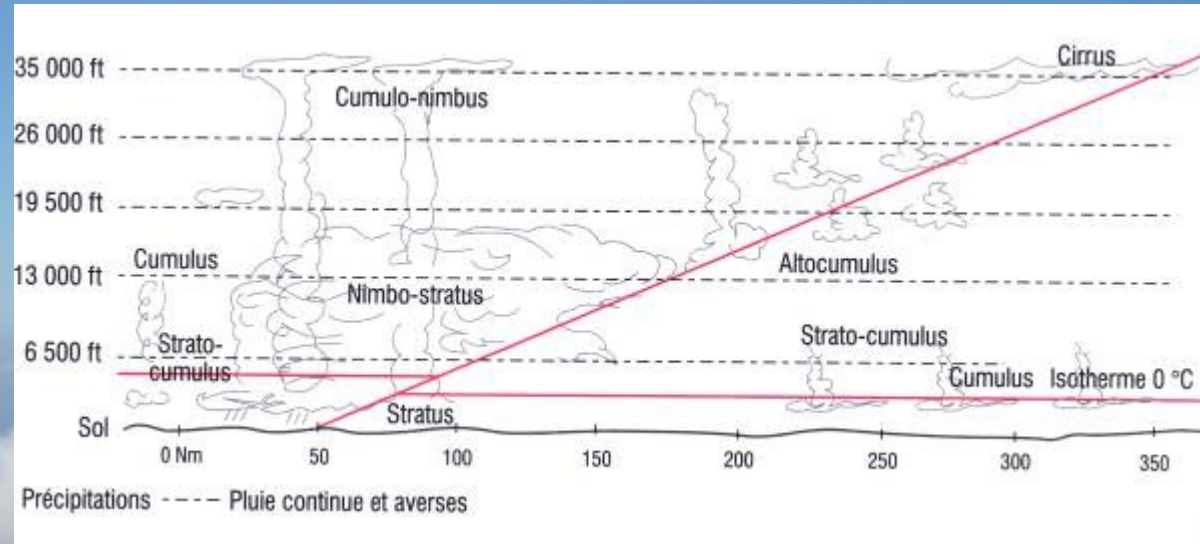 35 000 ft
Cirrus
Cumulo-nimbus
26 000 ft
19 500 ft
Cumulus
Altocumulus
13 000 ft
Nimbo-stratus
Strato-
cumulus
Strato-cumulus
6 500 ft
Cumulus
Isotherme 0 °C
Stratus
Sol
0 Nm 50 100 150 200 250 300 350
Précipitations ---- Pluie continue et averses